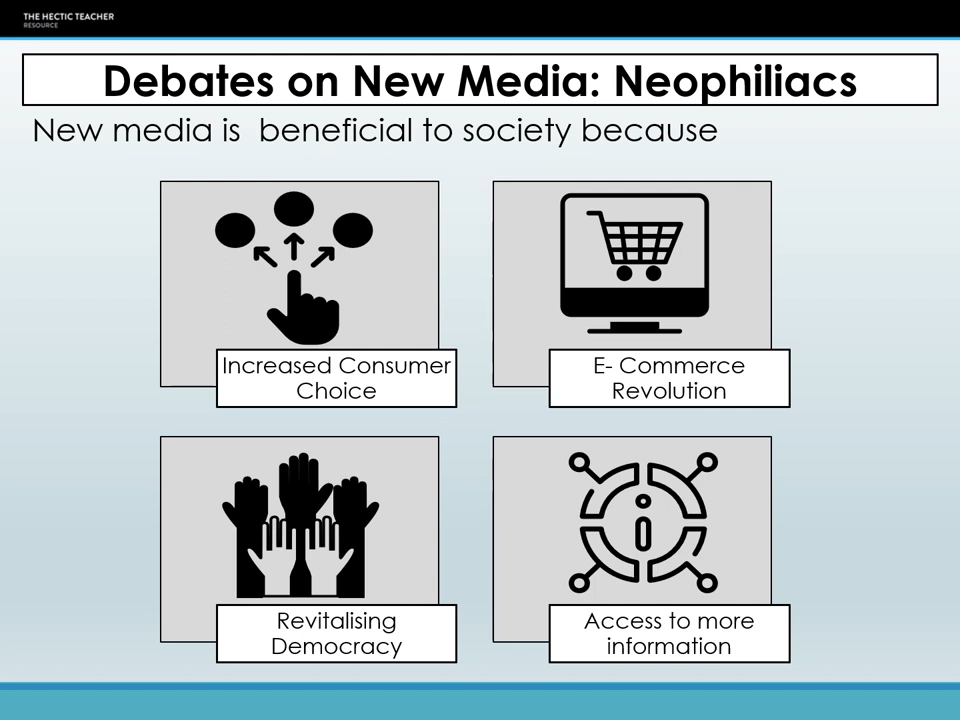 THE HECTIC TEACHER
RESOURCE
Debates on New Media: Neophiliacs
New media is  beneficial to society because
Increased Consumer
Choice
E- Commerce
Revolution
Revitalising
Democracy
Access to more
information